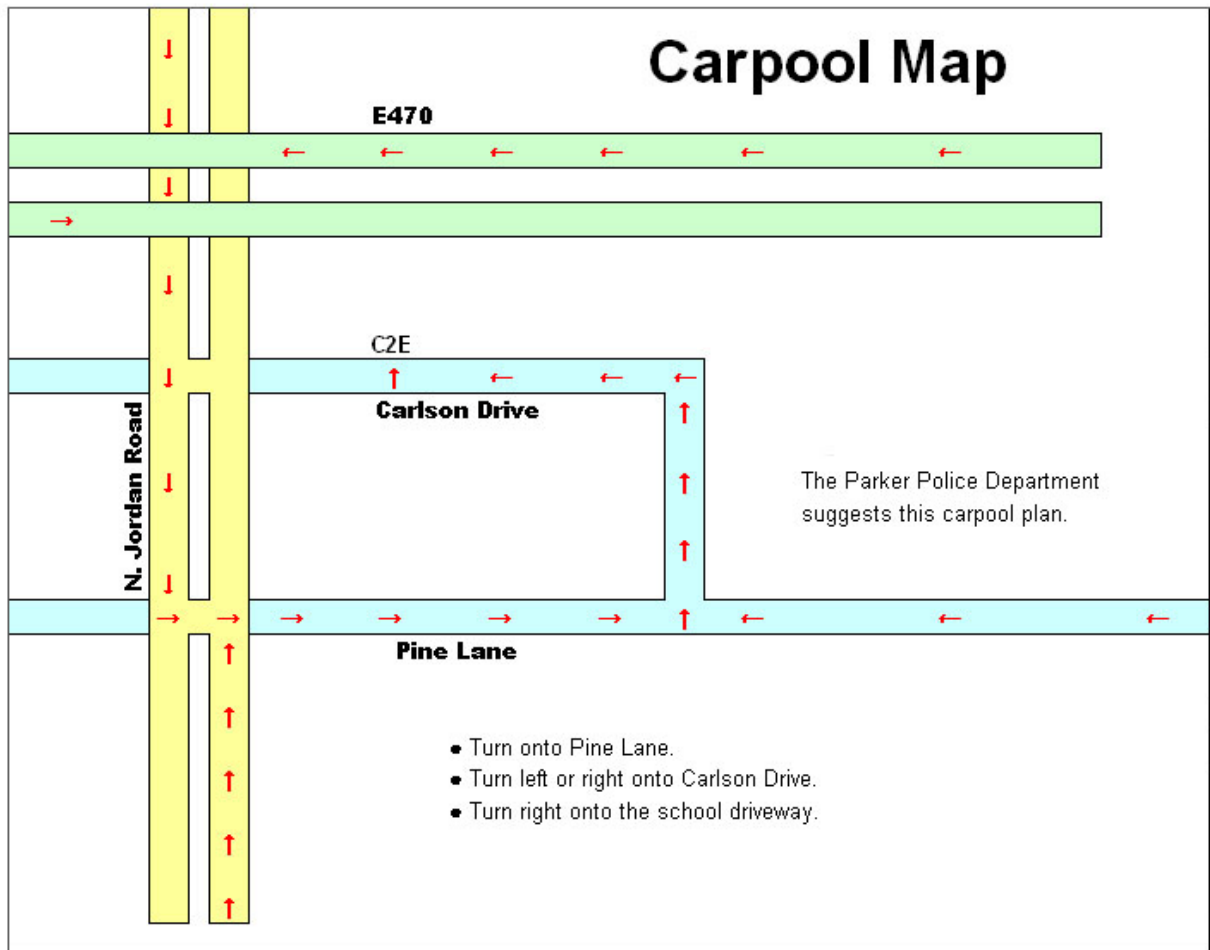 Carpool Map
E470
C2E
Carlson Drive
N. Jordan Road
The Parker Police Department
suggests this carpool plan.
Pine Lane
• Turn onto Pine Lane.
• Turn left or right onto Carlson Drive.
• Turn right onto the school driveway.